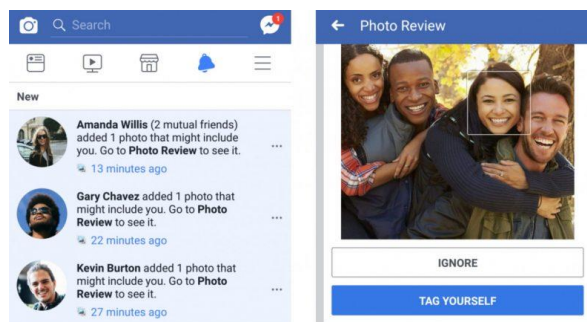 Search
1
New
Amanda Willis (2 mutual friends)
added 1 photo that might include
you. Go to Photo Review to see it.
13 minutes ago
Gary Chavez added 1 photo that
might include you. Go to Photo
Review to see it.
22 minutes ago
Kevin Burton added 1 photo that
might include you. Go to Photo
Review to see it.
27 minutes ago
Photo Review
IGNORE
TAG YOURSELF